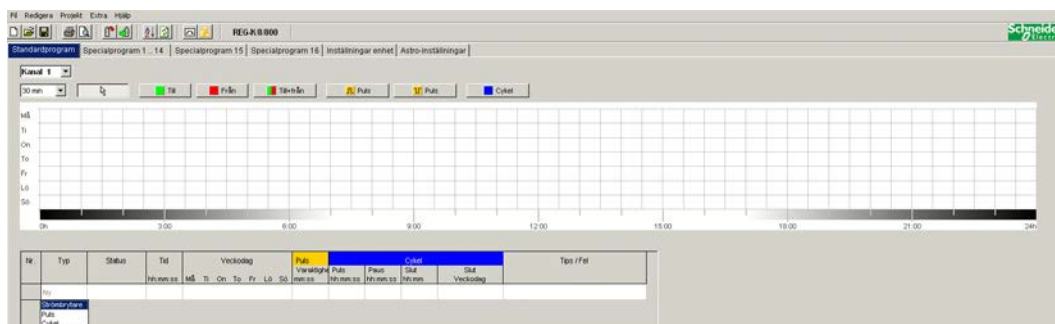 Fil Redigera Projekt Extra Hjälp
REG-K/8/800
Schneide
Electr
Standardprogram Specialprogram 1 .. 14 Specialprogram 15 Specialprogram 16 Inställningar enhet Astro-inställningar
Kanal 1
30 min Till Från Till+från Puls Puls Cykel
Må
Ti
On
To
Fr
Lö
Sö
0h 3:00 6:00 9:00 12:00 15:00 18:00 21:00 24h
Nr. Typ Status Tid Veckodag Puls Cykel Tips / Fel
Varaktighe Puls Paus Slut Slut
hh:mm:ss Må Ti On To Fr Lö Sö mm:ss hh:mm:ss hh:mm:ss hh:mm Veckodag
Ny
Strömbrytare
Puls
Cykel